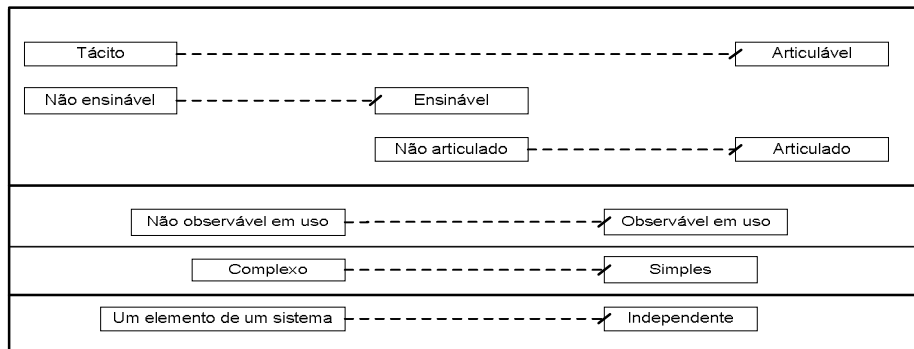 Tácito Articulável
Não ensinável Ensinável
Não articulado Articulado
Não observável em uso Observável em uso
Complexo Simples
Um elemento de um sistema Independente